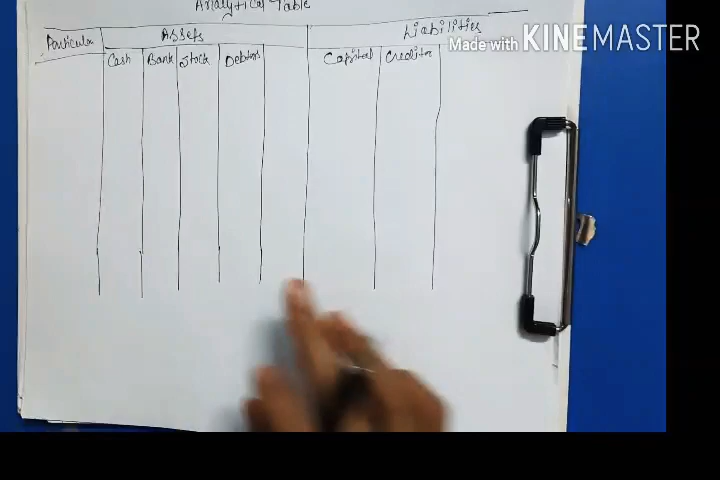 Analytical Table
Particular Assets Liabilities
Cash Bank Stock Debtors Capital Creditor
Made with KINEMASTER